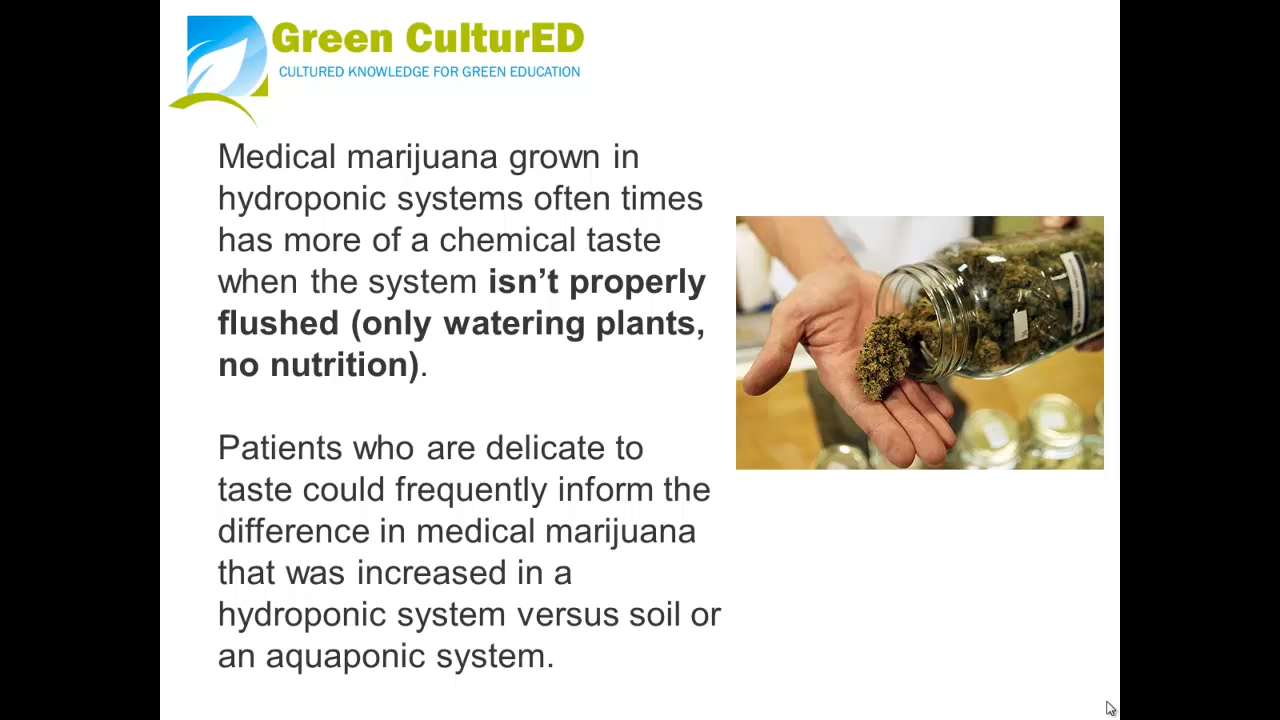 Green CulturED
CULTURED KNOWLEDGE FOR GREEN EDUCATION
Medical marijuana grown in
hydroponic systems often times
has more of a chemical taste
when the system isn’t properly
flushed (only watering plants,
no nutrition).
Patients who are delicate to
taste could frequently inform the
difference in medical marijuana
that was increased in a
hydroponic system versus soil or
an aquaponic system.